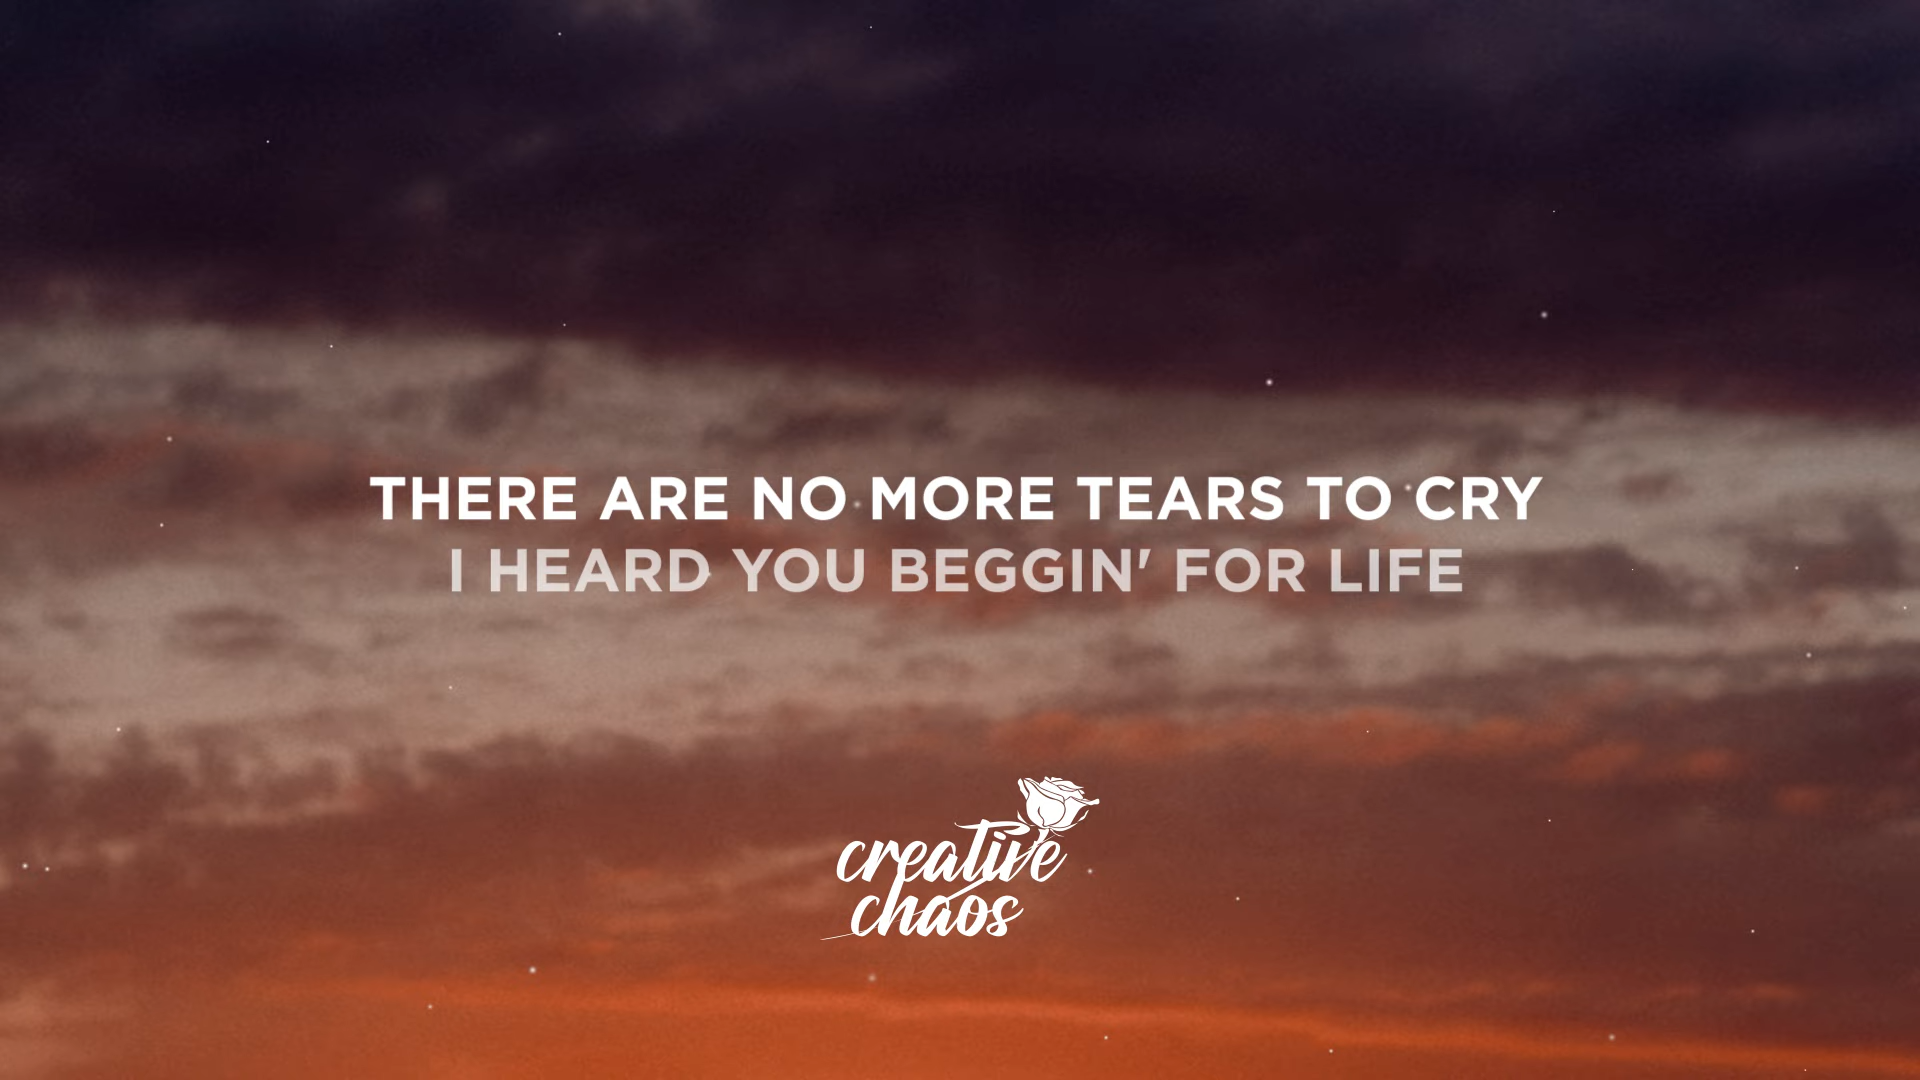 THERE ARE NO MORE TEARS TO CRY
I HEARD YOU BEGGIN' FOR LIFE
creative
chaos